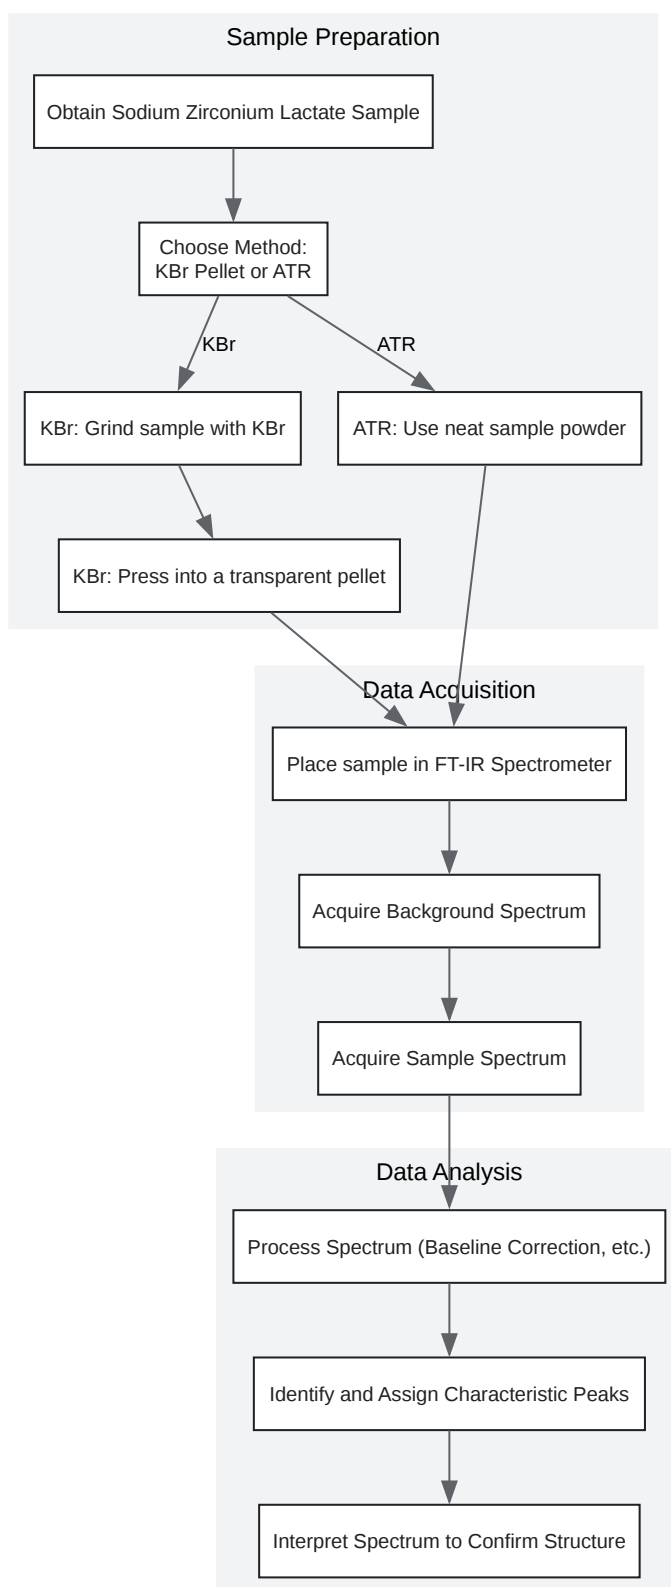 Sample Preparation
Obtain Sodium Zirconium Lactate Sample
Choose Method:
KBr Pellet or ATR
KBr
ATR
KBr: Grind sample with KBr
ATR: Use neat sample powder
KBr: Press into a transparent pellet
Data Acquisition
Place sample in FT-IR Spectrometer
Acquire Background Spectrum
Acquire Sample Spectrum
Data Analysis
Process Spectrum (Baseline Correction, etc.)
Identify and Assign Characteristic Peaks
Interpret Spectrum to Confirm Structure